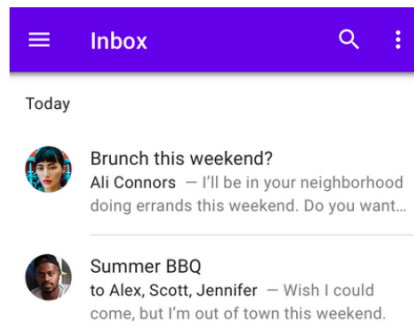 Inbox
Today
Brunch this weekend?
Ali Connors — I'll be in your neighborhood
doing errands this weekend. Do you want...
Summer BBQ
to Alex, Scott, Jennifer — Wish I could
come, but I'm out of town this weekend.